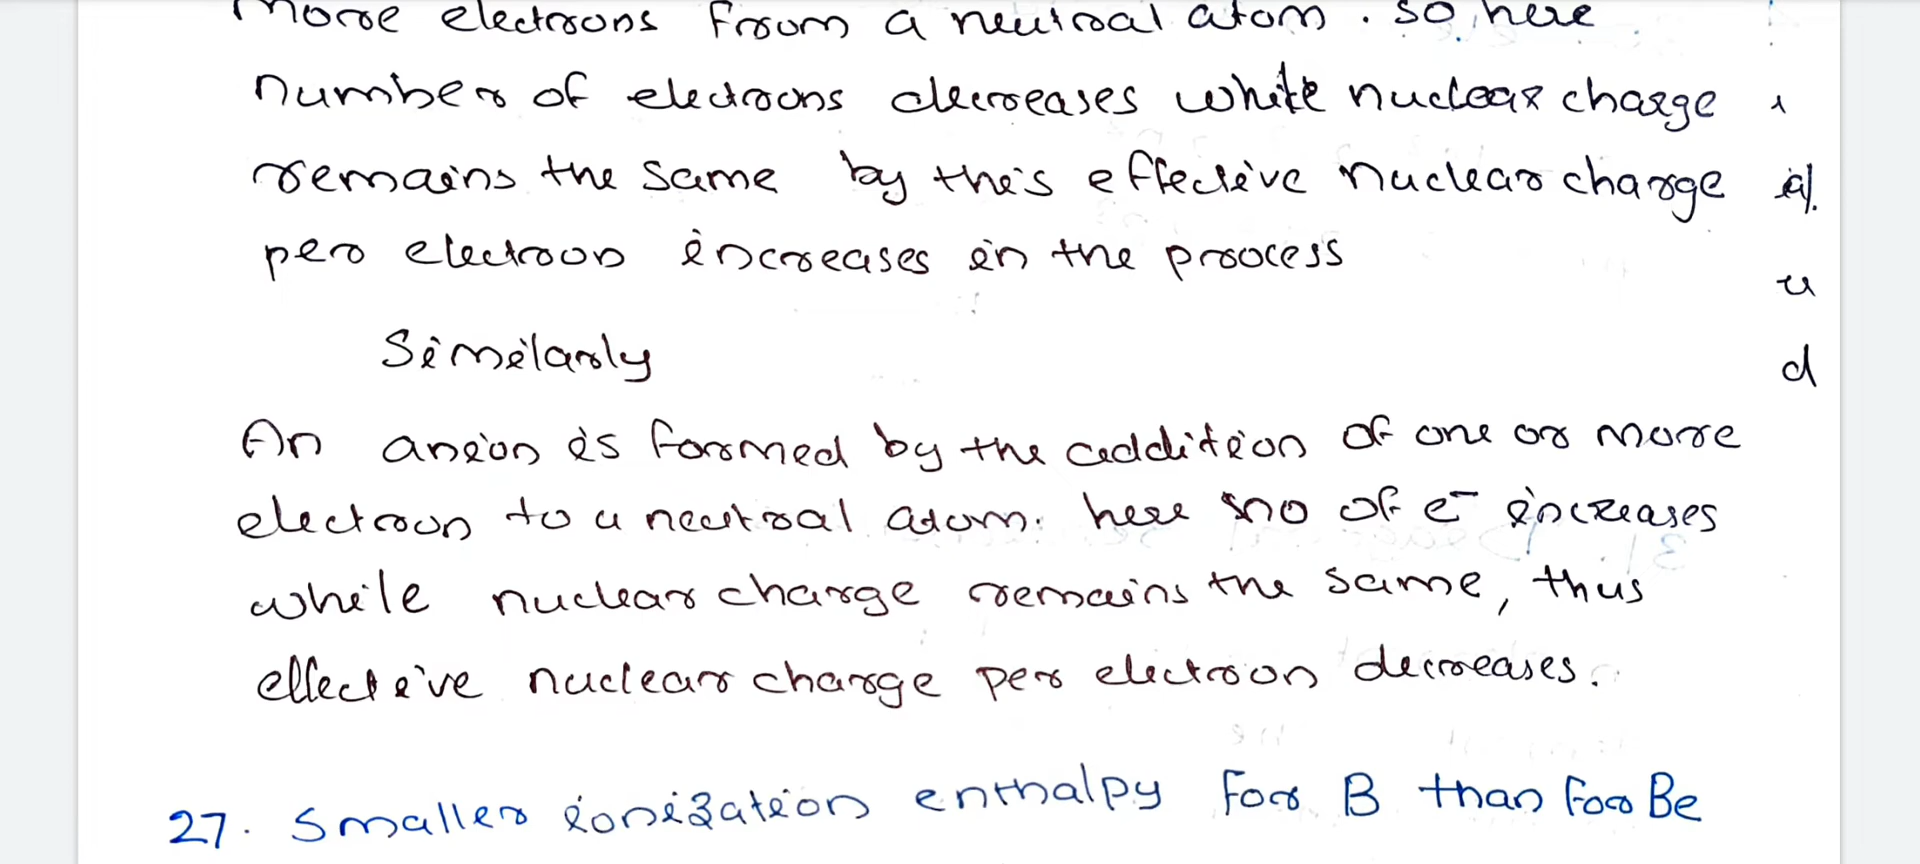 more electrons from a neutral atom. so, here
number of electrons decreases while nuclear charge
remains the same by this effective nuclear charge
per electron increases in the process
u
Similarly
d
An anion is formed by the addition of one or more
electron to a neutral atom. here no of e⁻ increases
while nuclear charge remains the same, thus
effective nuclear charge per electron decreases.
27. Smaller ionization enthalpy for B than for Be